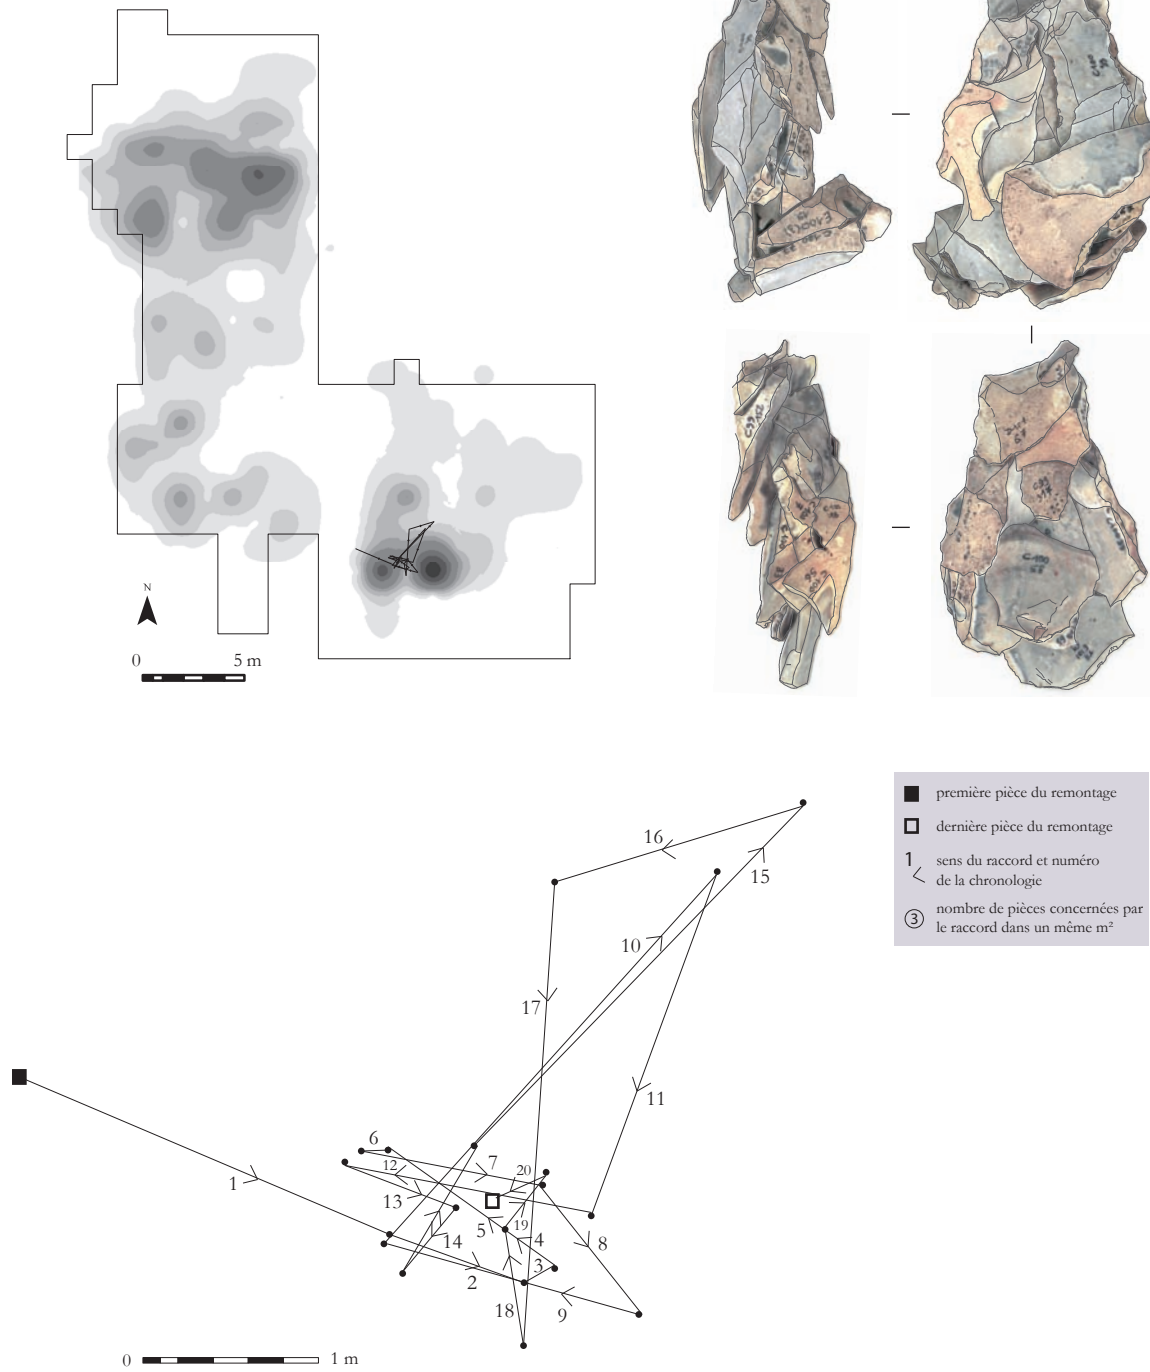 N
0 5 m
E100(3)
première pièce du remontage
dernière pièce du remontage
1 sens du raccord et numéro
de la chronologie
3 nombre de pièces concernées par
le raccord dans un même m²
16
15
10
17
11
6
7
12
20
1
13
5
19
4
8
14
2
3
18
9
0 1 m